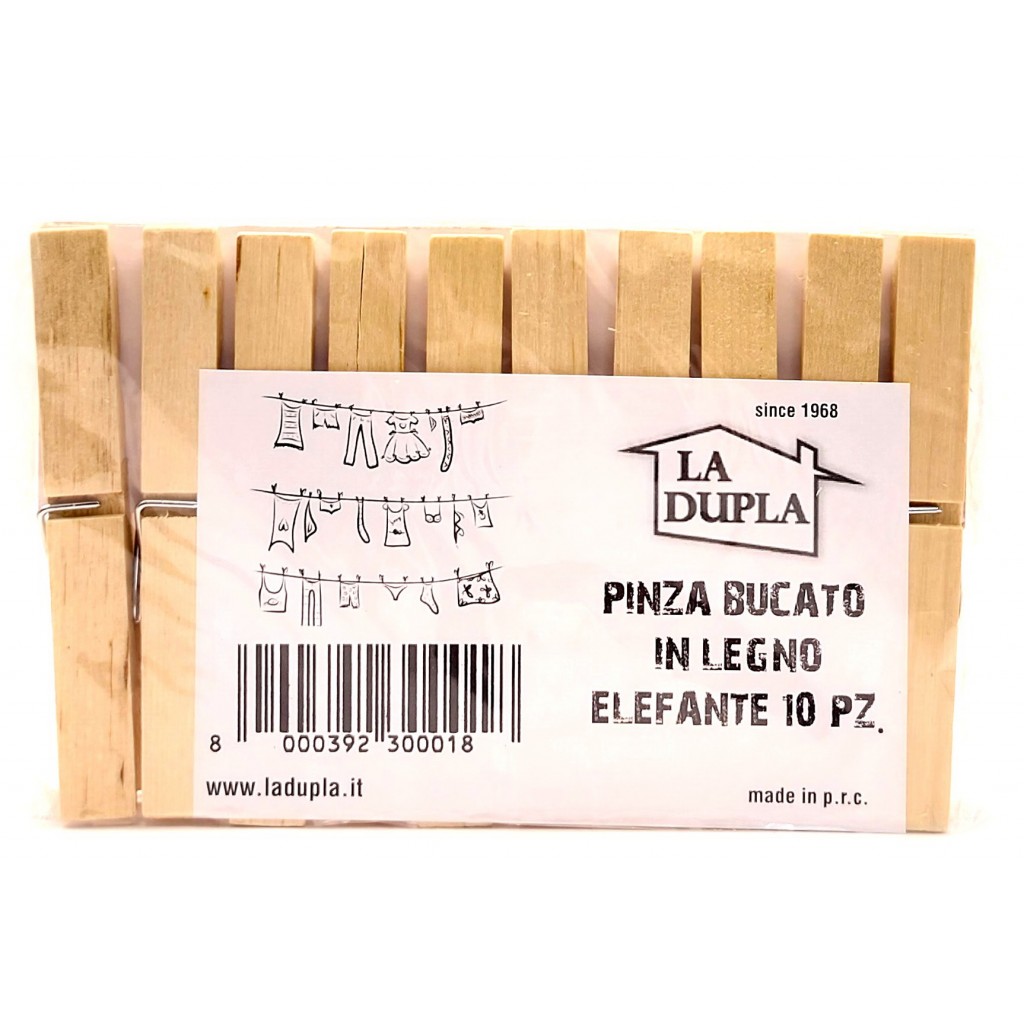 since 1968
LA
DUPLA
PINZA BUCATO
IN LEGNO
ELEFANTE 10 PZ.
8 000392 300018
www.ladupla.it
made in p.r.c.